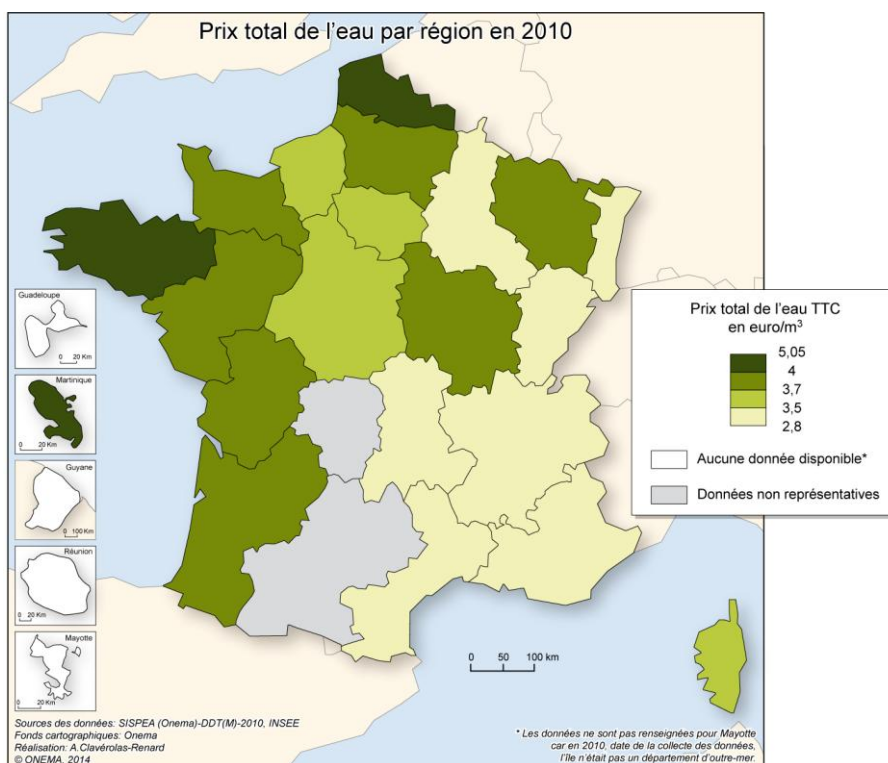 Prix total de l'eau par région en 2010
Guadeloupe
0 20 Km
Martinique
0 20 Km
Guyane
0 100 Km
Réunion
0 20 Km
Mayotte
0 20 Km
Prix total de l'eau TTC
en euro/m³
5,05
4
3,7
3,5
2,8
Aucune donnée disponible*
Données non représentatives
0 50 100 km
Sources des données: SISPEA (Onema)-DDT(M)-2010, INSEE
Fonds cartographiques: Onema
Réalisation: A.Clavérolas-Renard
© ONEMA, 2014
* Les données ne sont pas renseignées pour Mayotte
car en 2010, date de la collecte des données,
l'île n'était pas un département d'outre-mer.